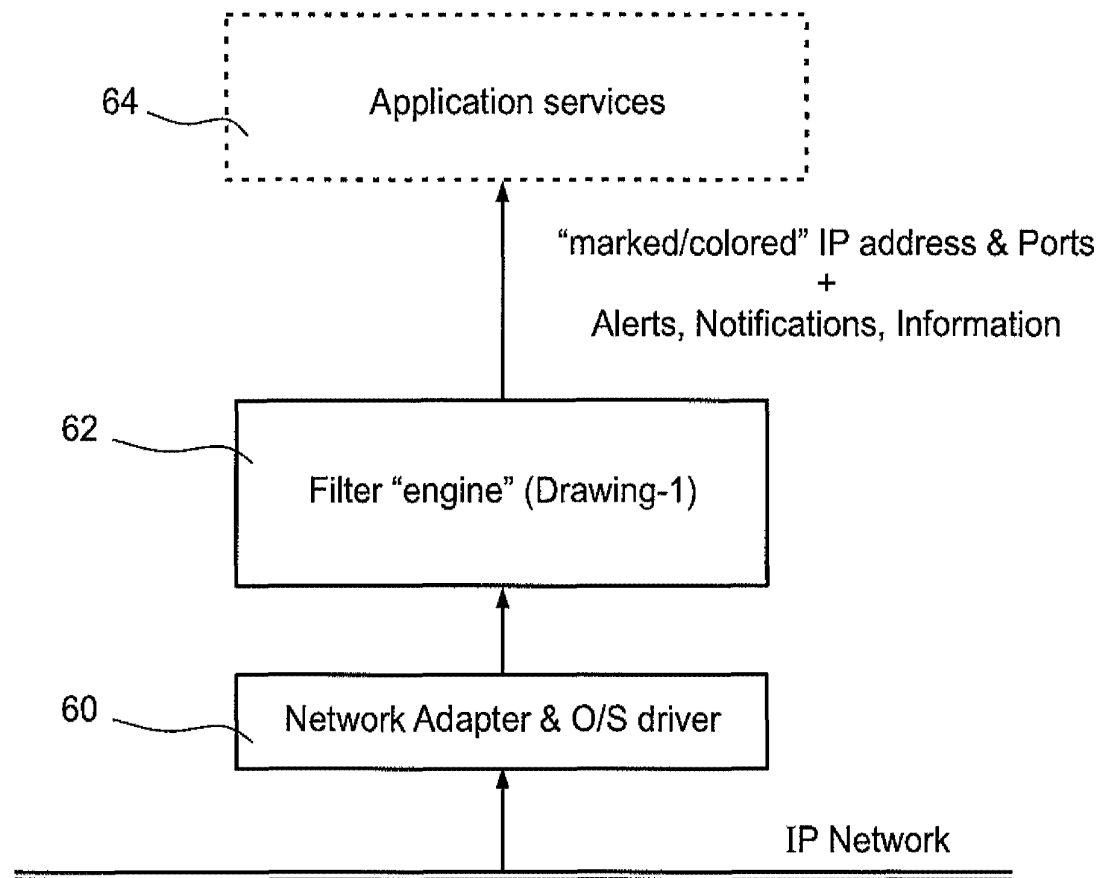 64
Application services
“marked/colored” IP address & Ports
+
Alerts, Notifications, Information
62
Filter “engine” (Drawing-1)
60
Network Adapter & O/S driver
IP Network